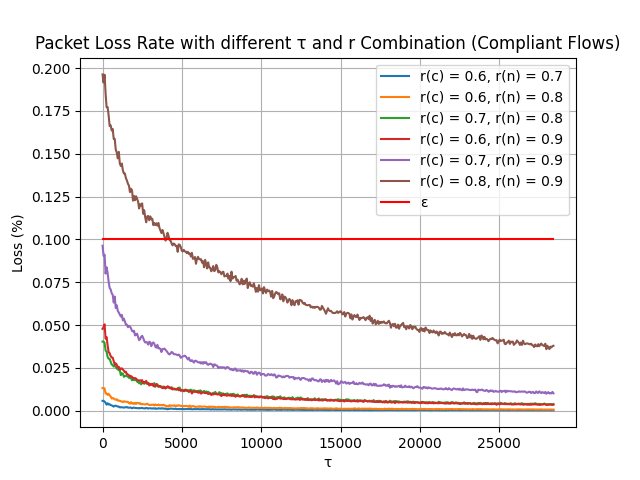 Packet Loss Rate with different τ and r Combination (Compliant Flows)
0.200
0.175
0.150
0.125
0.100
0.075
0.050
0.025
0.000
Loss (%)
r(c) = 0.6, r(n) = 0.7
r(c) = 0.6, r(n) = 0.8
r(c) = 0.7, r(n) = 0.8
r(c) = 0.6, r(n) = 0.9
r(c) = 0.7, r(n) = 0.9
r(c) = 0.8, r(n) = 0.9
ε
0 5000 10000 15000 20000 25000
τ